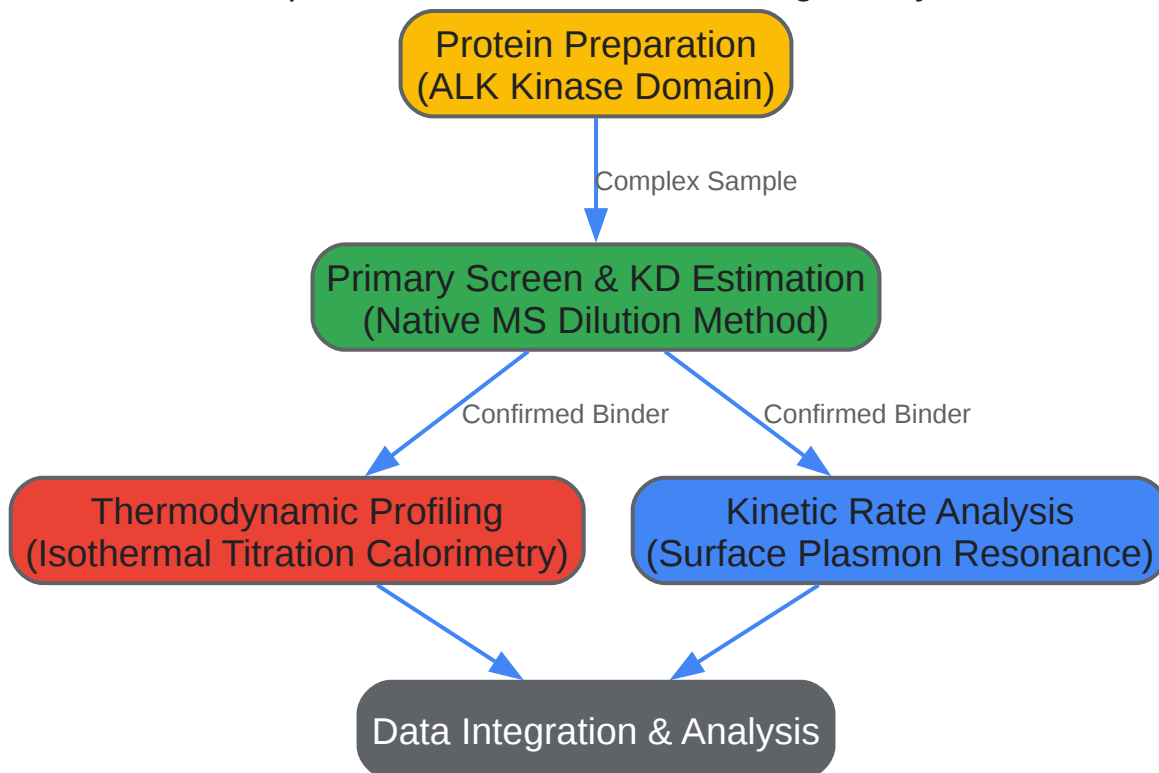 Protein Preparation
(ALK Kinase Domain)
Complex Sample
Primary Screen & KD Estimation
(Native MS Dilution Method)
Confirmed Binder
Confirmed Binder
Thermodynamic Profiling
(Isothermal Titration Calorimetry)
Kinetic Rate Analysis
(Surface Plasmon Resonance)
Data Integration & Analysis